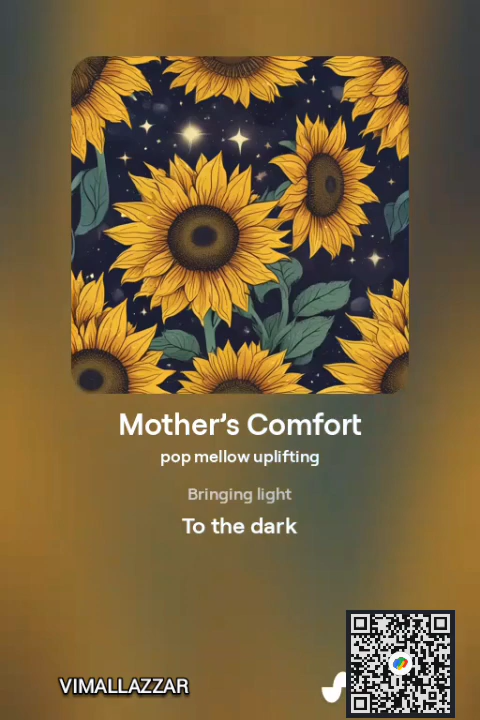 Mother's Comfort
pop mellow uplifting
Bringing light
To the dark
VIMALLAZZAR